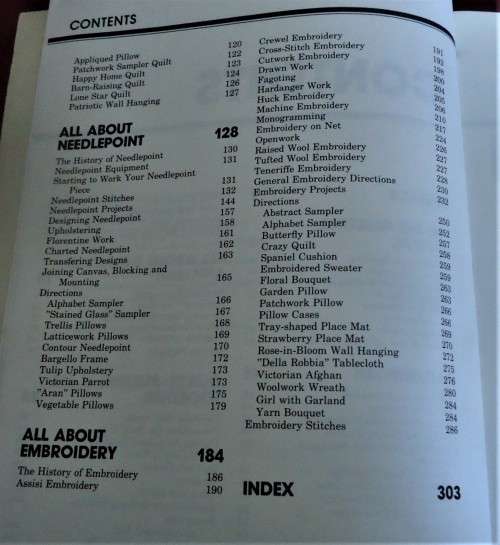 CONTENTS
Appliqued Pillow 120
Patchwork Sampler Quilt 122
Happy Home Quilt 123
Barn-Raising Quilt 124
Lone Star Quilt 126
Patriotic Wall Hanging 127
ALL ABOUT
NEEDLEPOINT 128
The History of Needlepoint 130
Needlepoint Equipment 131
Starting to Work Your Needlepoint
Piece 131
Needlepoint Stitches 132
Needlepoint Projects 144
Designing Needlepoint 157
Upholstering 158
Florentine Work 161
Charted Needlepoint 162
Transfering Designs 163
Joining Canvas, Blocking and
Mounting 165
Directions
Alphabet Sampler 166
"Stained Glass" Sampler 167
Trellis Pillows 168
Latticework Pillows 169
Contour Needlepoint 170
Bargello Frame 172
Tulip Upholstery 173
Victorian Parrot 173
"Aran" Pillows 175
Vegetable Pillows 179
ALL ABOUT
EMBROIDERY 184
The History of Embroidery 186
Assisi Embroidery 190
Crewel Embroidery 191
Cross-Stitch Embroidery 192
Cutwork Embroidery 198
Drawn Work 200
Fagoting 204
Hardanger Work 205
Huck Embroidery 206
Machine Embroidery 210
Monogramming 217
Embroidery on Net 224
Openwork 226
Raised Wool Embroidery 227
Tufted Wool Embroidery 227
Teneriffe Embroidery 228
General Embroidery Directions 230
Embroidery Projects 232
Directions
Abstract Sampler 250
Alphabet Sampler 252
Butterfly Pillow 257
Crazy Quilt 258
Spaniel Cushion 259
Embroidered Sweater 259
Floral Bouquet 263
Garden Pillow 263
Patchwork Pillow 266
Pillow Cases 266
Tray-shaped Place Mat 269
Strawberry Place Mat 270
Rose-in-Bloom Wall Hanging 272
"Della Robbia" Tablecloth 275
Victorian Afghan 276
Woolwork Wreath 280
Girl with Garland 284
Yarn Bouquet 284
Embroidery Stitches 286
INDEX 303